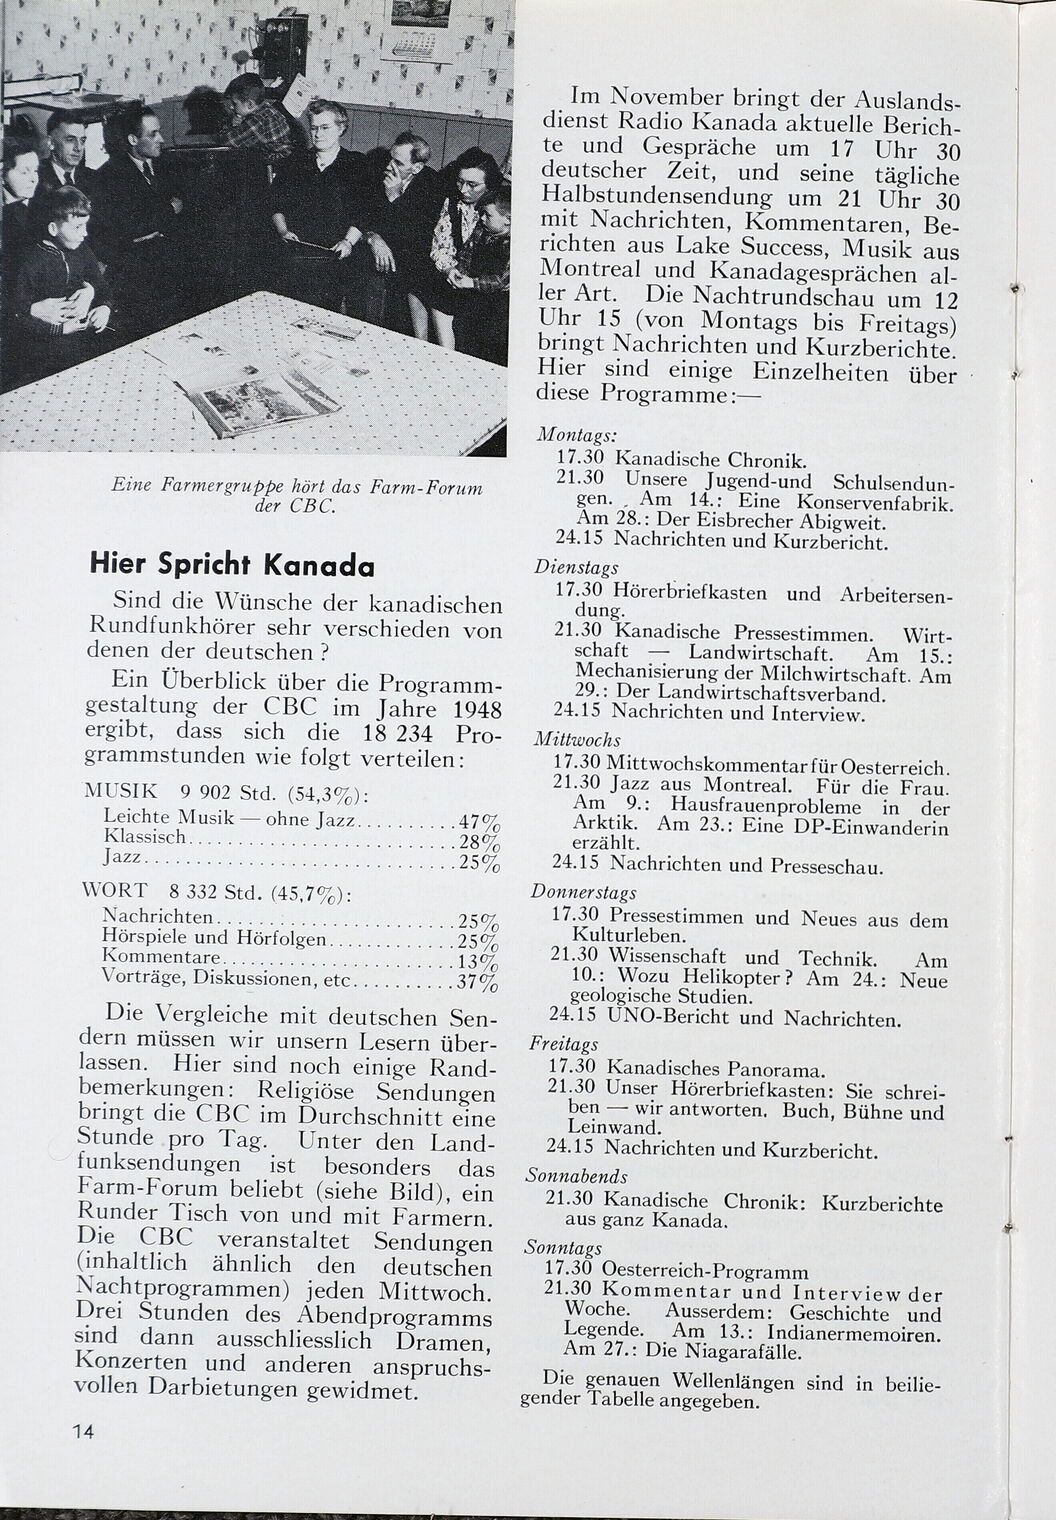 Eine Farmergruppe hört das Farm-Forum
der CBC.
Hier Spricht Kanada
Sind die Wünsche der kanadischen
Rundfunkhörer sehr verschieden von
denen der deutschen ?
Ein Überblick über die Programm-
gestaltung der CBC im Jahre 1948
ergibt, dass sich die 18 234 Pro-
grammstunden wie folgt verteilen:
MUSIK 9 902 Std. (54,3%):
Leichte Musik — ohne Jazz..........47%
Klassisch...........................28%
Jazz...............................25%
WORT 8 332 Std. (45,7%):
Nachrichten........................25%
Hörspiele und Hörfolgen.............25%
Kommentare........................13%
Vorträge, Diskussionen, etc..........37%
Die Vergleiche mit deutschen Sen-
dern müssen wir unsern Lesern über-
lassen. Hier sind noch einige Rand-
bemerkungen: Religiöse Sendungen
bringt die CBC im Durchschnitt eine
Stunde pro Tag. Unter den Land-
funksendungen ist besonders das
Farm-Forum beliebt (siehe Bild), ein
Runder Tisch von und mit Farmern.
Die CBC veranstaltet Sendungen
(inhaltlich ähnlich den deutschen
Nachtprogrammen) jeden Mittwoch.
Drei Stunden des Abendprogramms
sind dann ausschliesslich Dramen,
Konzerten und anderen anspruchs-
vollen Darbietungen gewidmet.
14
Im November bringt der Auslands-
dienst Radio Kanada aktuelle Berich-
te und Gespräche um 17 Uhr 30
deutscher Zeit, und seine tägliche
Halbstundensendung um 21 Uhr 30
mit Nachrichten, Kommentaren, Be-
richten aus Lake Success, Musik aus
Montreal und Kanadagesprächen al-
ler Art. Die Nachtrundschau um 12
Uhr 15 (von Montags bis Freitags)
bringt Nachrichten und Kurzberichte.
Hier sind einige Einzelheiten über
diese Programme:—
Montags:
17.30 Kanadische Chronik.
21.30 Unsere Jugend-und Schulsendun-
gen. Am 14.: Eine Konservenfabrik.
Am 28.: Der Eisbrecher Abigweit.
24.15 Nachrichten und Kurzbericht.
Dienstags
17.30 Hörerbriefkasten und Arbeitersen-
dung.
21.30 Kanadische Pressestimmen. Wirt-
schaft — Landwirtschaft. Am 15.:
Mechanisierung der Milchwirtschaft. Am
29.: Der Landwirtschaftsverband.
24.15 Nachrichten und Interview.
Mittwochs
17.30 Mittwochskommentar für Oesterreich.
21.30 Jazz aus Montreal. Für die Frau.
Am 9.: Hausfrauenprobleme in der
Arktik. Am 23.: Eine DP-Einwanderin
erzählt.
24.15 Nachrichten und Presseschau.
Donnerstags
17.30 Pressestimmen und Neues aus dem
Kulturleben.
21.30 Wissenschaft und Technik. Am
10.: Wozu Helikopter? Am 24.: Neue
geologische Studien.
24.15 UNO-Bericht und Nachrichten.
Freitags
17.30 Kanadisches Panorama.
21.30 Unser Hörerbriefkasten: Sie schrei-
ben — wir antworten. Buch, Bühne und
Leinwand.
24.15 Nachrichten und Kurzbericht.
Sonnabends
21.30 Kanadische Chronik: Kurzberichte
aus ganz Kanada.
Sonntags
17.30 Oesterreich-Programm
21.30 Kommentar und Interview der
Woche. Ausserdem: Geschichte und
Legende. Am 13.: Indianermemoiren.
Am 27.: Die Niagarafälle.
Die genauen Wellenlängen sind in beilie-
gender Tabelle angegeben.